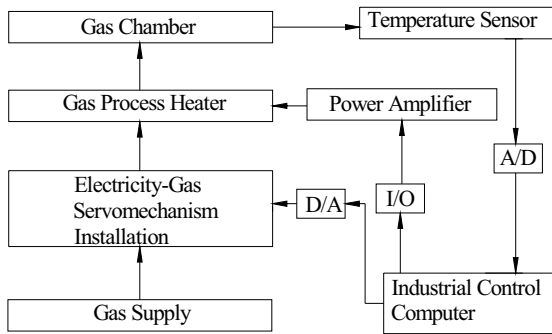 Gas Chamber
Temperature Sensor
Gas Process Heater
Power Amplifier
A/D
Electricity-Gas
Servomechanism
Installation
D/A
I/O
Industrial Control
Computer
Gas Supply